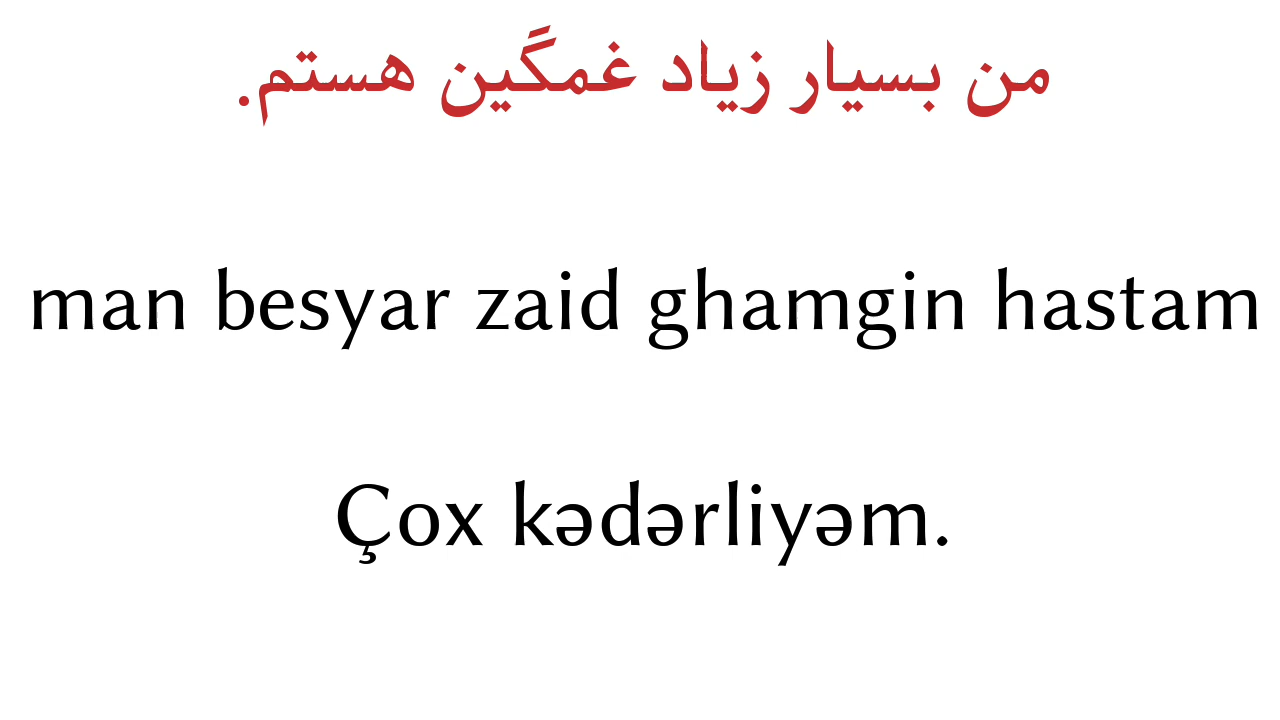 من بسیار زیاد غمگین هستم.
man besyar zaid ghamgin hastam
Çox kədərliyəm.